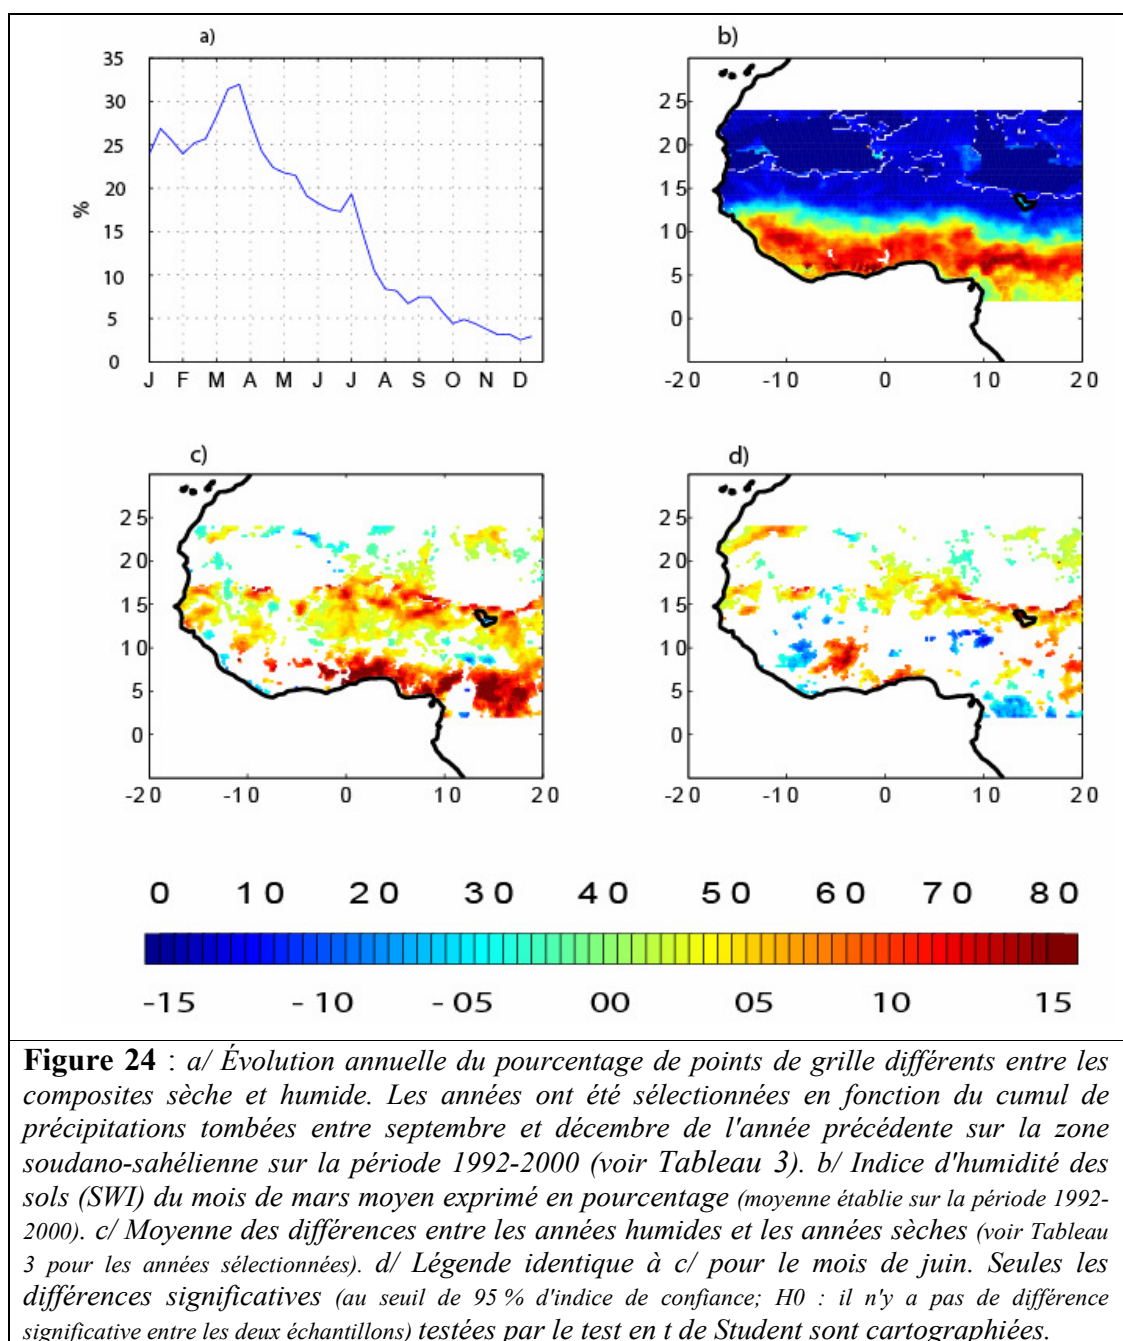 a)
35
30
25
20
15
10
5
0
%
J F M A M J J A S O N D
b)
25
20
15
10
5
0
-20 -10 0 10 20
c)
25
20
15
10
5
0
-20 -10 0 10 20
d)
25
20
15
10
5
0
-20 -10 0 10 20
0 10 20 30 40 50 60 70 80
-15 -10 -05 00 05 10 15
Figure 24 : a/ Évolution annuelle du pourcentage de points de grille différents entre les
composites sèche et humide. Les années ont été sélectionnées en fonction du cumul de
précipitations tombées entre septembre et décembre de l'année précédente sur la zone
soudano-sahélienne sur la période 1992-2000 (voir Tableau 3). b/ Indice d'humidité des
sols (SWI) du mois de mars moyen exprimé en pourcentage (moyenne établie sur la période 1992-
2000). c/ Moyenne des différences entre les années humides et les années sèches (voir Tableau
3 pour les années sélectionnées). d/ Légende identique à c/ pour le mois de juin. Seules les
différences significatives (au seuil de 95 % d'indice de confiance; H0 : il n'y a pas de différence
significative entre les deux échantillons) testées par le test en t de Student sont cartographiées.